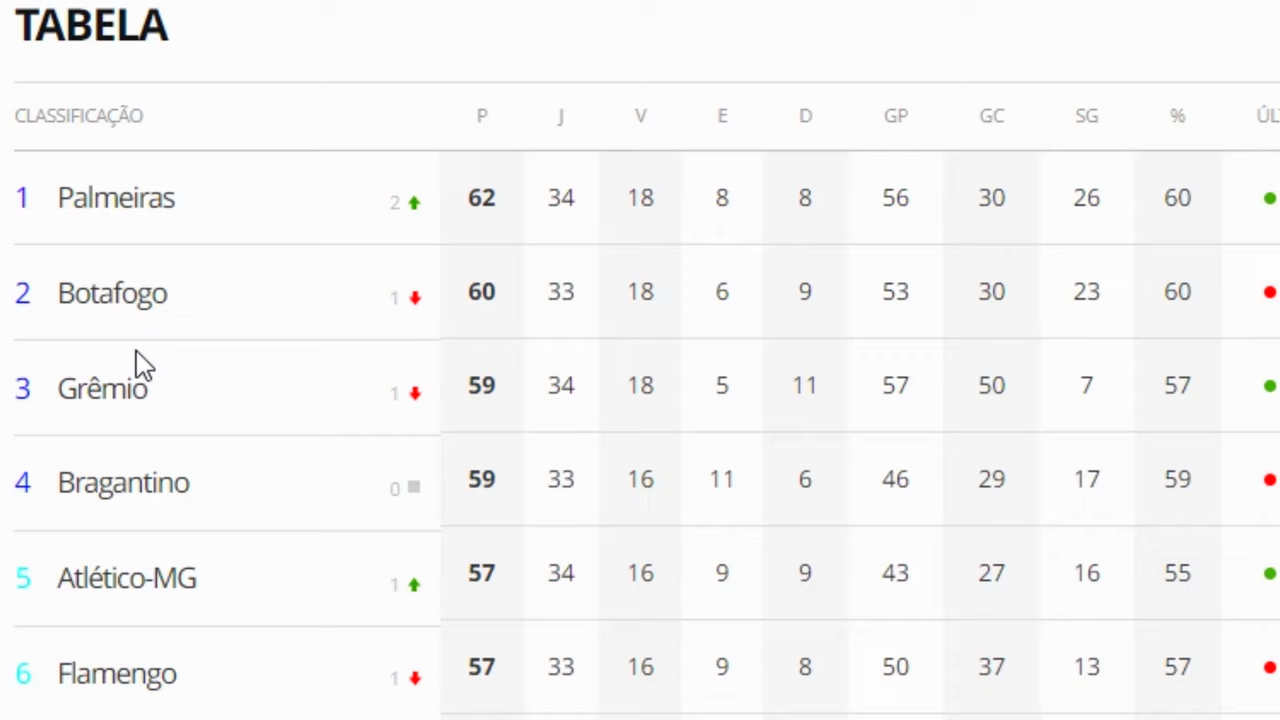 TABELA
CLASSIFICAÇÃO P J V E D GP GC SG % ÚL
1 Palmeiras 2 62 34 18 8 8 56 30 26 60
2 Botafogo 1 60 33 18 6 9 53 30 23 60
3 Grêmio 1 59 34 18 5 11 57 50 7 57
4 Bragantino 0 59 33 16 11 6 46 29 17 59
5 Atlético-MG 1 57 34 16 9 9 43 27 16 55
6 Flamengo 1 57 33 16 9 8 50 37 13 57